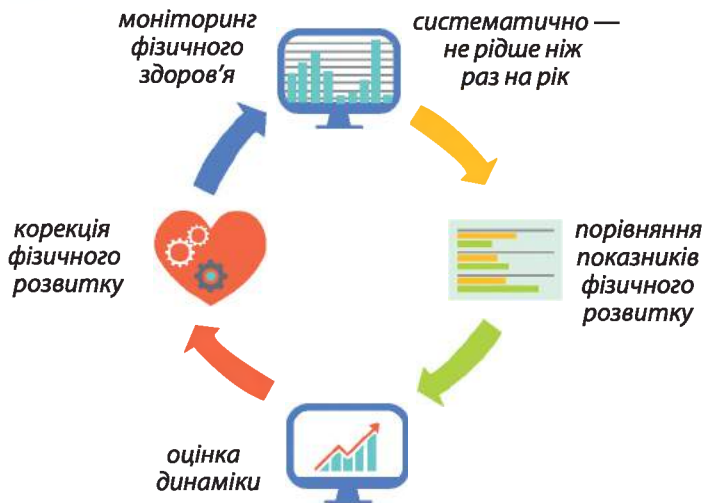 моніторинг
фізичного
здоров’я
систематично —
не рідше ніж
раз на рік
порівняння
показників
фізичного
розвитку
оцінка
динаміки
корекція
фізичного
розвитку